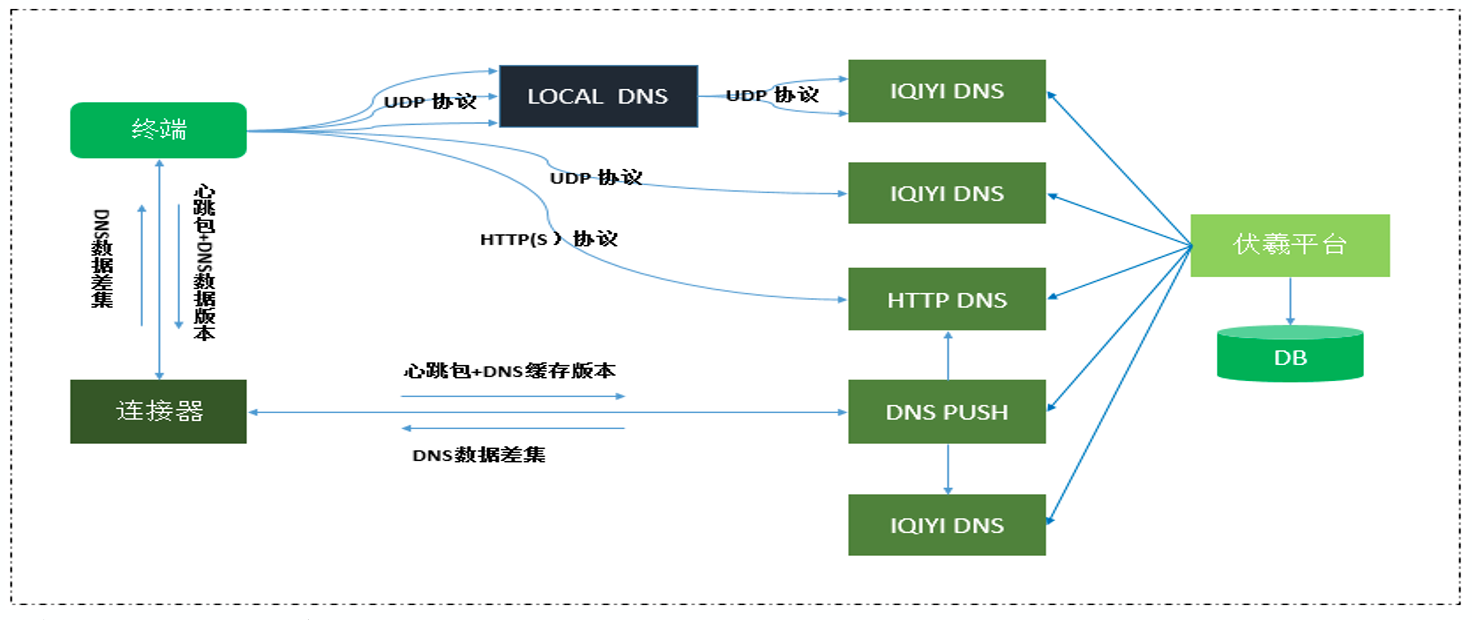 LOCAL DNS
IQIYI DNS
UDP 协议
UDP 协议
终端
UDP 协议
IQIYI DNS
心跳包+DNS数据版本
DNS数据差集
HTTP(S）协议
伏羲平台
HTTP DNS
DB
心跳包+DNS缓存版本
连接器
DNS PUSH
DNS数据差集
IQIYI DNS